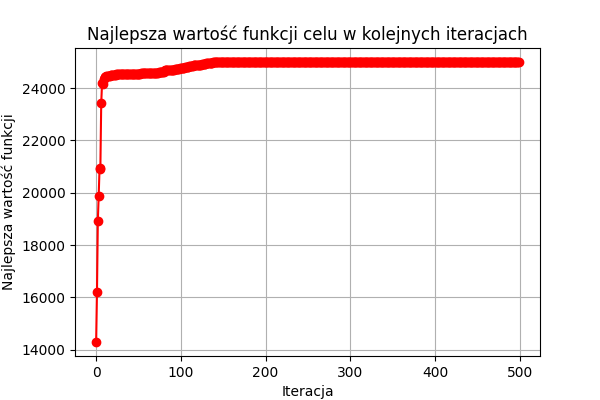 Najlepsza wartość funkcji celu w kolejnych iteracjach
Najlepsza wartość funkcji
24000
22000
20000
18000
16000
14000
0 100 200 300 400 500
Iteracja